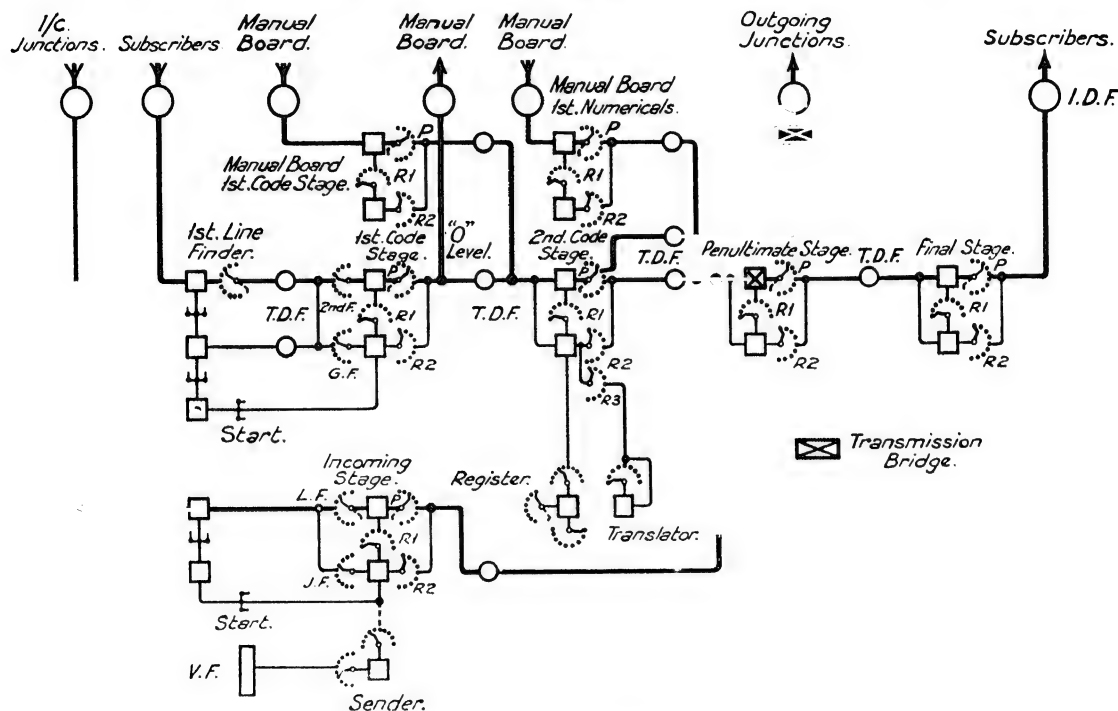 I/C.
Junctions.
Subscribers.
Manual
Board.
Manual
Board.
Manual
Board.
Outgoing
Junctions.
Subscribers.
I.D.F.
Manual Board
1st. Numericals.
P
P
Manual Board
1st. Code Stage.
R1
R2
R1
R2
1st. Line
Finder.
1st. Code
Stage.
"O"
Level.
2nd. Code
Stage.
T.D.F.
Penultimate Stage.
T.D.F.
Final Stage.
P
P
P
P
T.D.F.
2nd F.
R1
T.D.F.
R1
R1
R1
G.F.
R2
R2
R2
R2
R3
Start.
Transmission
Bridge.
Incoming
Stage.
Register.
L.F.
P
R1
Translator.
J.F.
R2
Start.
V.F.
Sender.